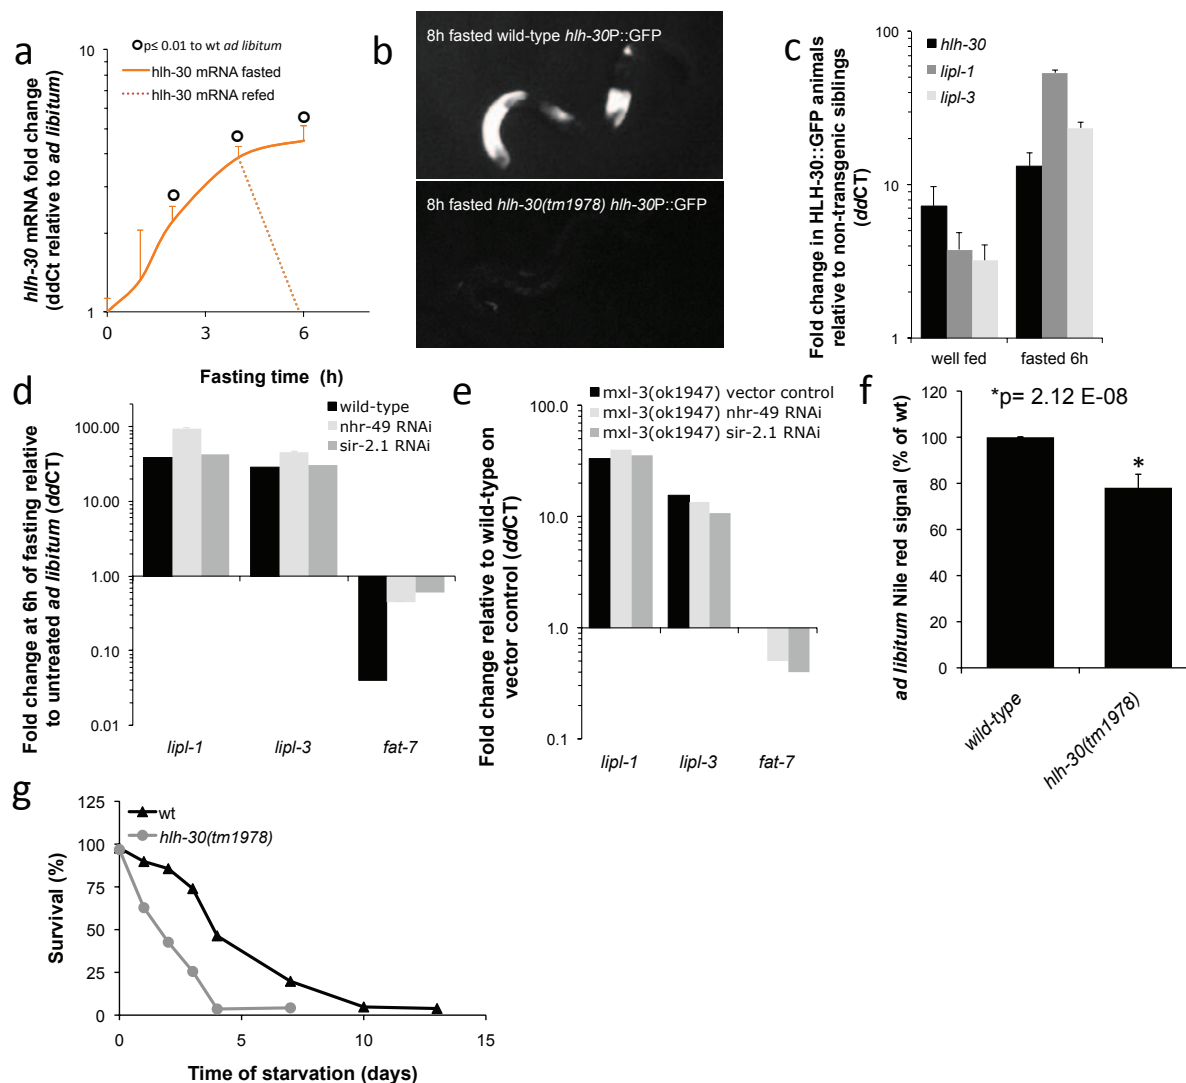 a
hlh-30 mRNA fold change
(ddCt relative to ad libitum)
10
1
p≤ 0.01 to wt ad libitum
hlh-30 mRNA fasted
hlh-30 mRNA refed
0
3
6
Fasting time (h)
b
8h fasted wild-type hlh-30P::GFP
8h fasted hlh-30(tm1978) hlh-30P::GFP
c
Fold change in HLH-30::GFP animals
relative to non-transgenic siblings
(ddCT)
100
10
1
hlh-30
lipl-1
lipl-3
well fed
fasted 6h
d
Fold change at 6h of fasting relative
to untreated ad libitum (ddCT)
wild-type
nhr-49 RNAi
sir-2.1 RNAi
100.00
10.00
1.00
0.10
0.01
lipl-1
lipl-3
fat-7
e
Fold change relative to wild-type on
vector control (ddCT)
mxl-3(ok1947) vector control
mxl-3(ok1947) nhr-49 RNAi
mxl-3(ok1947) sir-2.1 RNAi
100.0
10.0
1.0
0.1
lipl-1
lipl-3
fat-7
f
ad libitum Nile red signal (% of wt)
*p= 2.12 E-08
120
100
80
60
40
20
0
*
wild-type
hlh-30(tm1978)
g
Survival (%)
wt
hlh-30(tm1978)
125
100
75
50
25
0
0
5
10
15
Time of starvation (days)